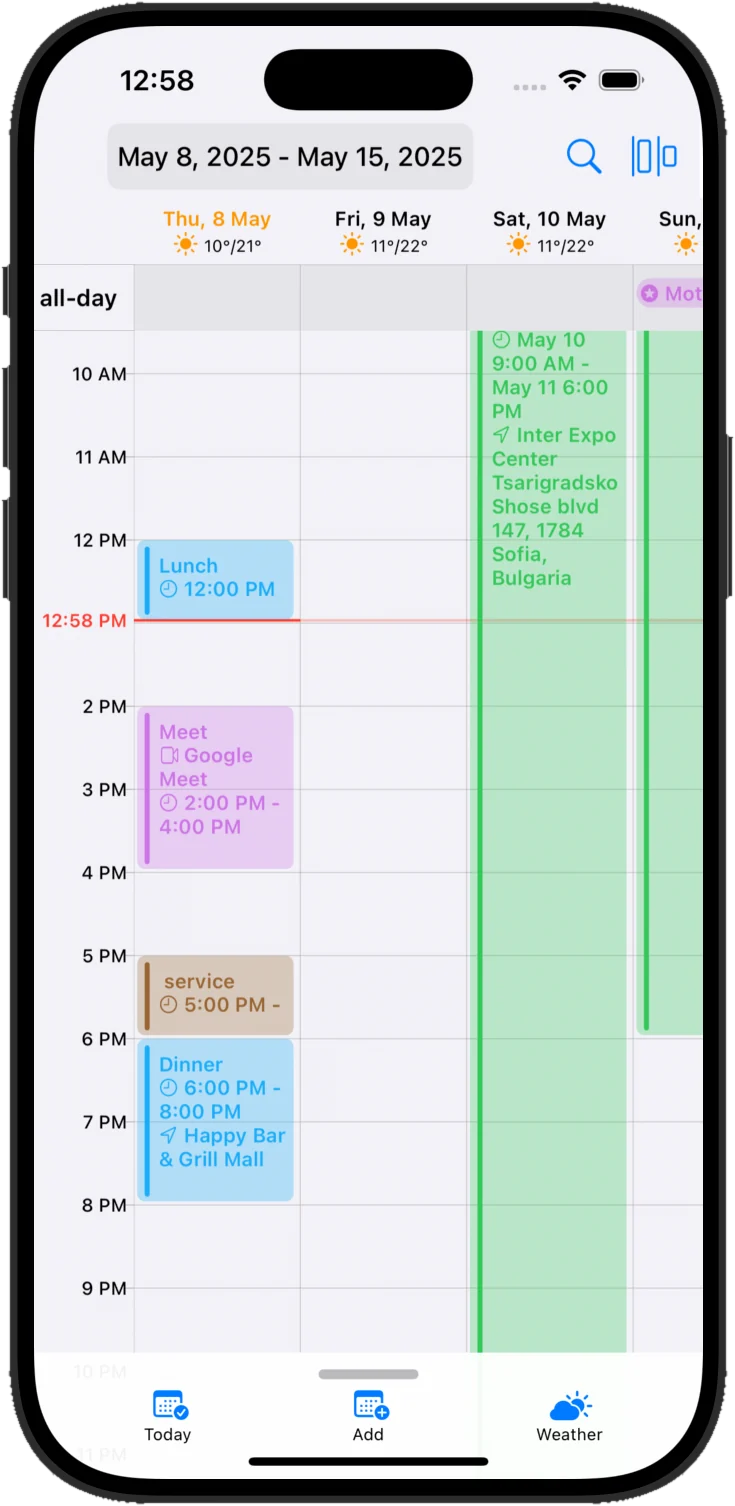 12:58
May 8, 2025 - May 15, 2025
Thu, 8 May
10°/21°
Fri, 9 May
11°/22°
Sat, 10 May
11°/22°
Sun,
all-day
Mot
10 AM
11 AM
12 PM
12:58 PM
2 PM
3 PM
4 PM
5 PM
6 PM
7 PM
8 PM
9 PM
10 PM
11 PM
Lunch
12:00 PM
Meet
Google
Meet
2:00 PM -
4:00 PM
service
5:00 PM -
Dinner
6:00 PM -
8:00 PM
Happy Bar
& Grill Mall
May 10
9:00 AM -
May 11 6:00
PM
Inter Expo
Center
Tsarigradsko
Shose blvd
147, 1784
Sofia,
Bulgaria
Today
Add
Weather